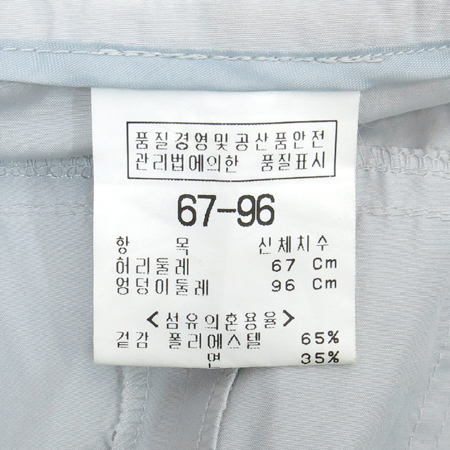 품질경영및공산품안전
관리법에의한 품질표시
67-96
항 목 신체치수
허리둘레 67 Cm
엉덩이둘레 96 Cm
<섬유의혼용율>
겉감 폴리에스텔 65%
면 35%